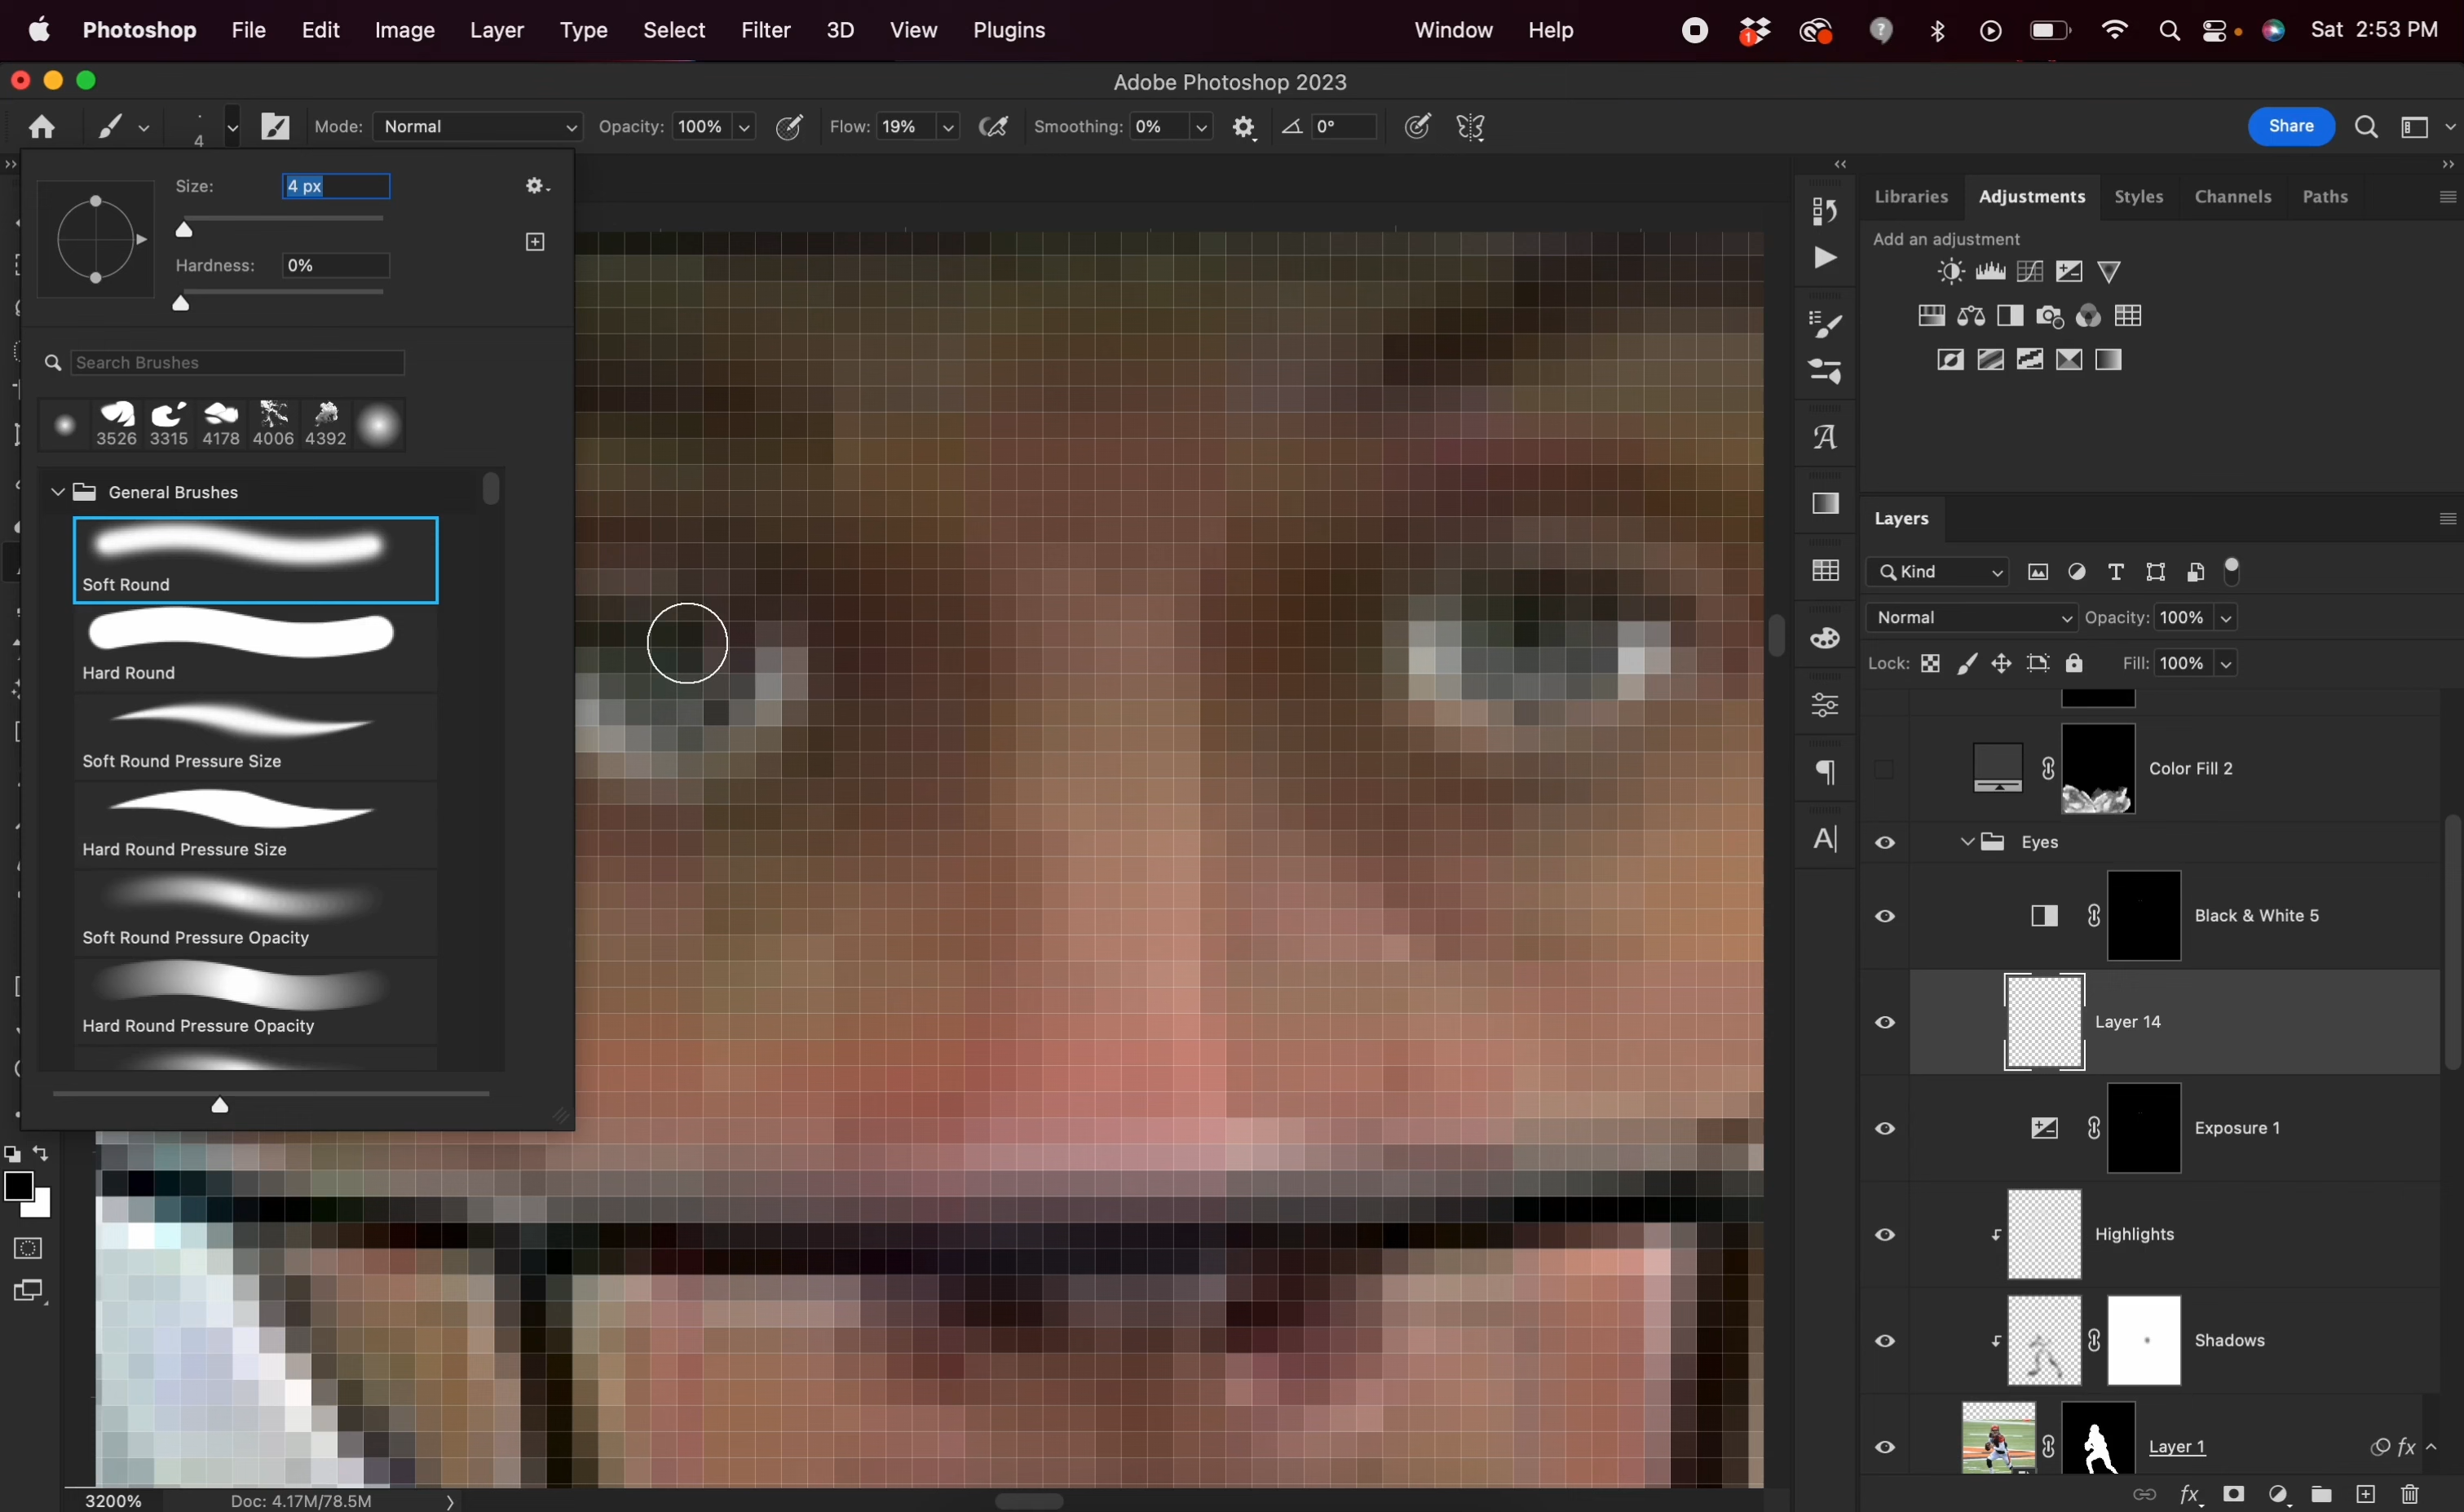 Photoshop File Edit Image Layer Type Select Filter 3D View Plugins Window Help 1 ? Sat 2:53 PM
Adobe Photoshop 2023
4 Mode: Normal Opacity: 100% Flow: 19% Smoothing: 0% 0° Share
Size: 4 px
Hardness: 0%
Search Brushes
3526 3315 4178 4006 4392
General Brushes
Soft Round
Hard Round
Soft Round Pressure Size
Hard Round Pressure Size
Soft Round Pressure Opacity
Hard Round Pressure Opacity
Libraries Adjustments Styles Channels Paths
Add an adjustment
Layers
Kind
Normal Opacity: 100%
Lock: Fill: 100%
Color Fill 2
Eyes
Black & White 5
Layer 14
Exposure 1
Highlights
Shadows
Layer 1 fx
fx
3200% Doc: 4.17M/78.5M